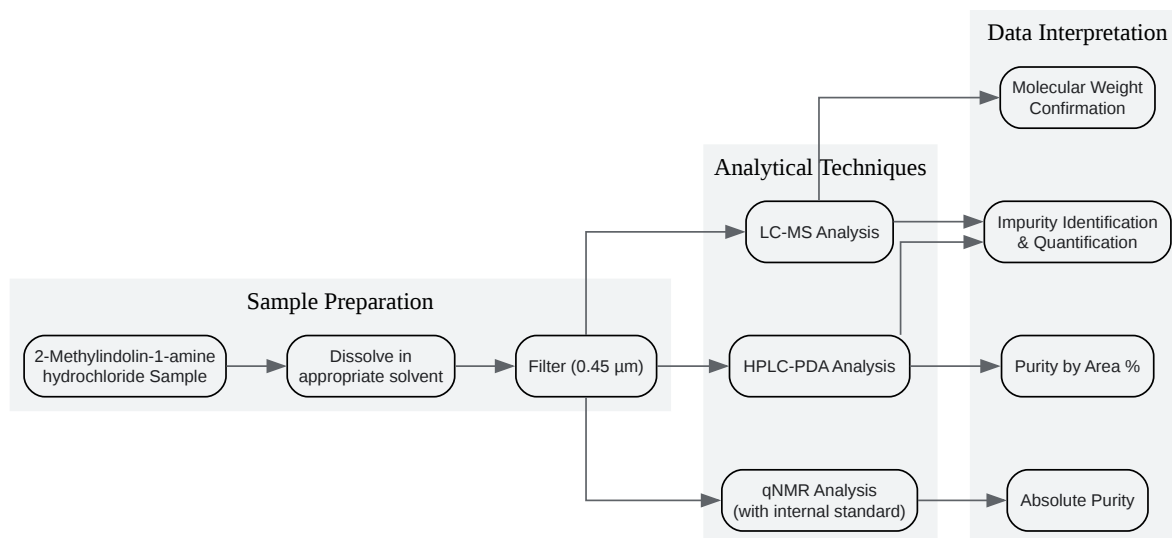 Data Interpretation
Molecular Weight
Confirmation
Analytical Techniques
LC-MS Analysis
Impurity Identification
& Quantification
Sample Preparation
2-Methylindolin-1-amine
hydrochloride Sample
Dissolve in
appropriate solvent
Filter (0.45 µm)
HPLC-PDA Analysis
Purity by Area %
qNMR Analysis
(with internal standard)
Absolute Purity